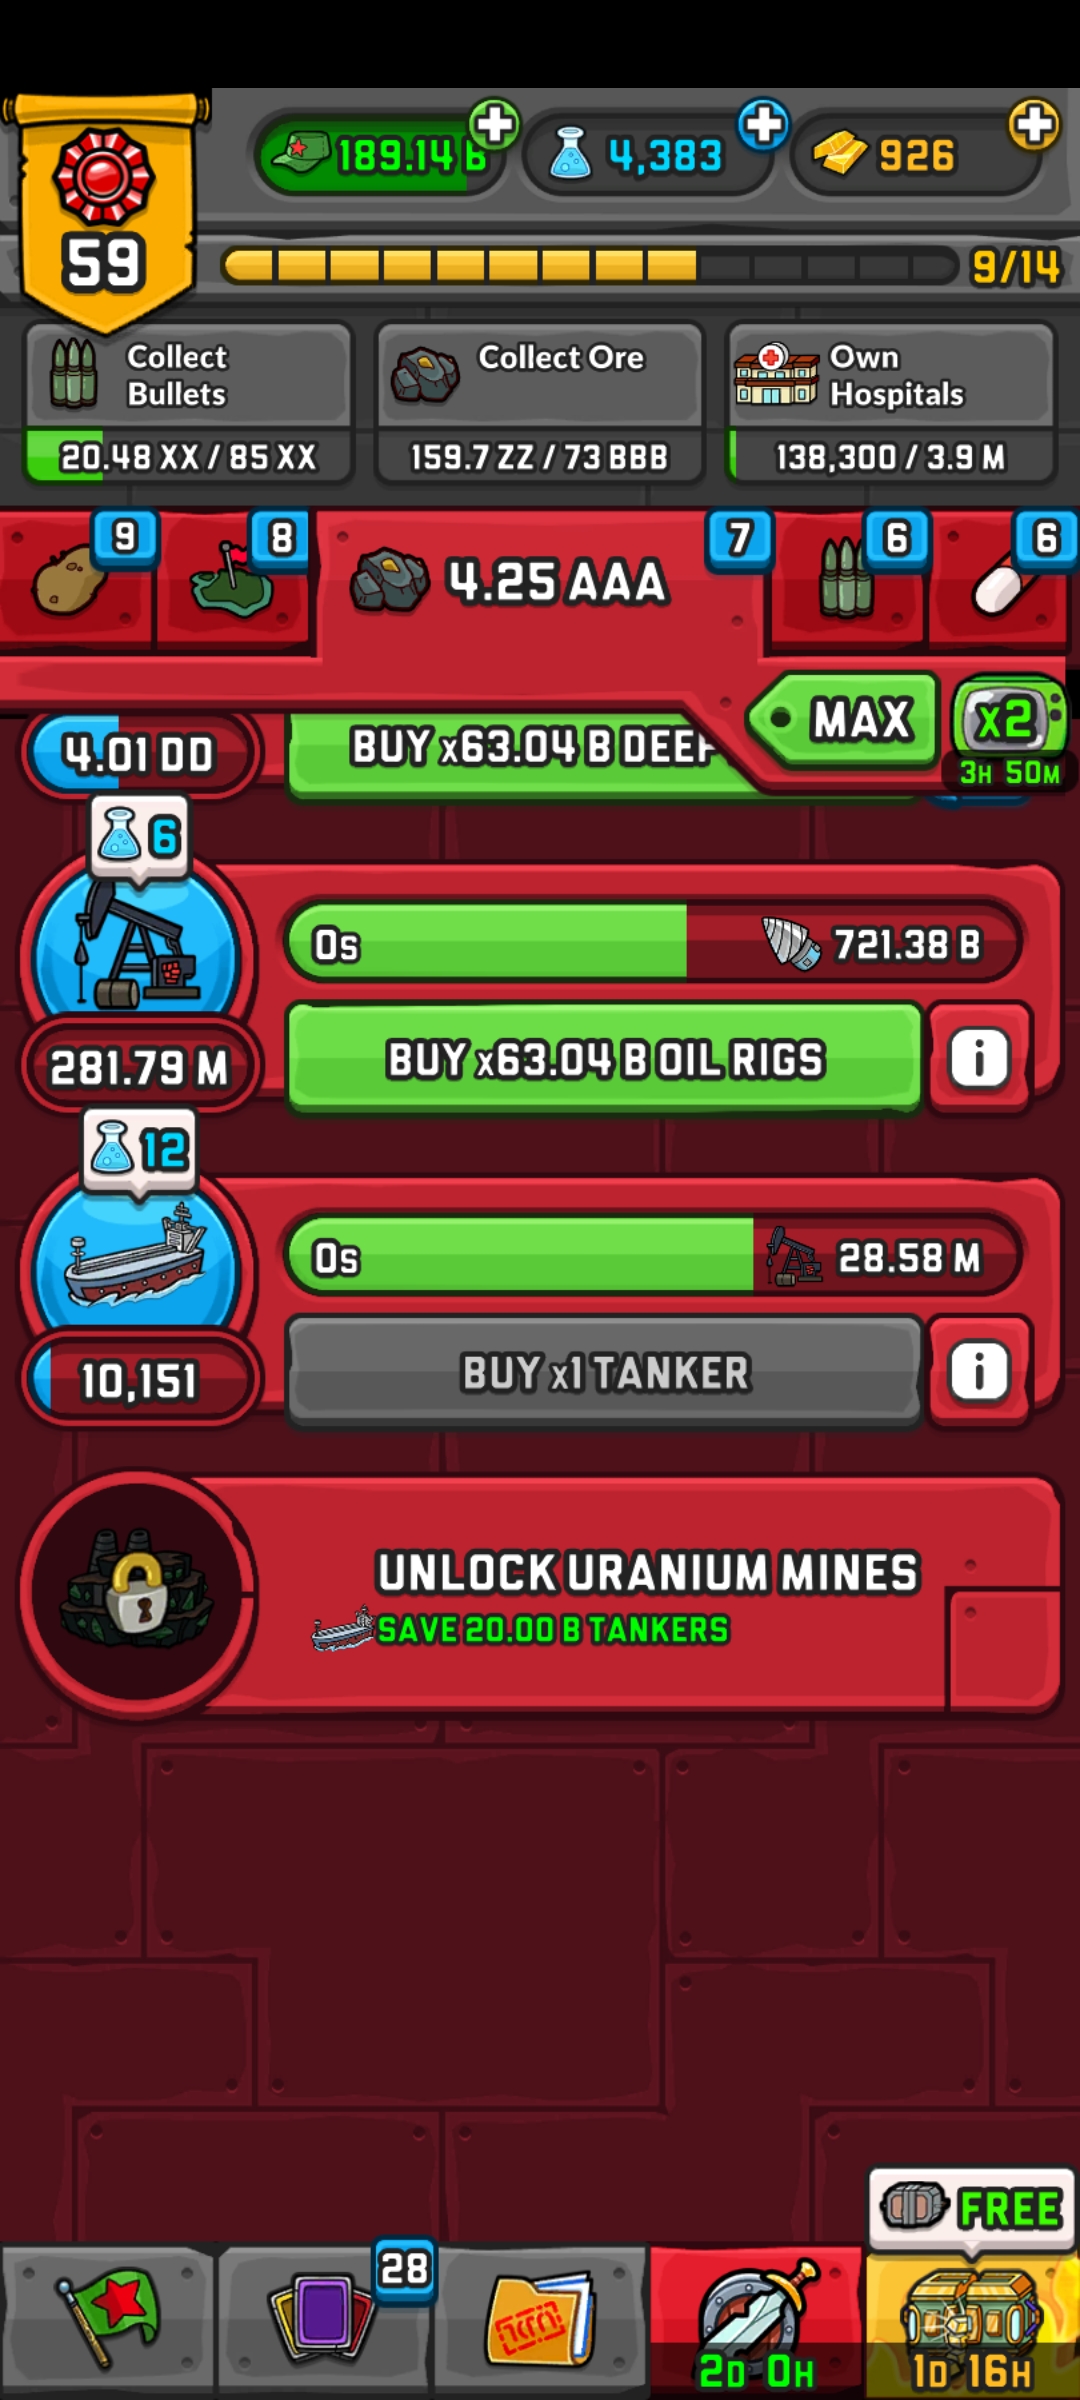 189.14 B
4,383
926
59
9/14
Collect
Bullets
20.48 XX / 85 XX
Collect Ore
159.7 ZZ / 73 BBB
Own
Hospitals
138,300 / 3.9 M
9
8
4.25 AAA
7
6
6
MAX
x2
3H 50M
4.01 DD
BUY x63.04 B DEEP
6
0s
721.38 B
281.79 M
BUY x63.04 B OIL RIGS
i
12
0s
28.58 M
10,151
BUY x1 TANKER
i
UNLOCK URANIUM MINES
SAVE 20.00 B TANKERS
FREE
28
2D 0H
1D 16H